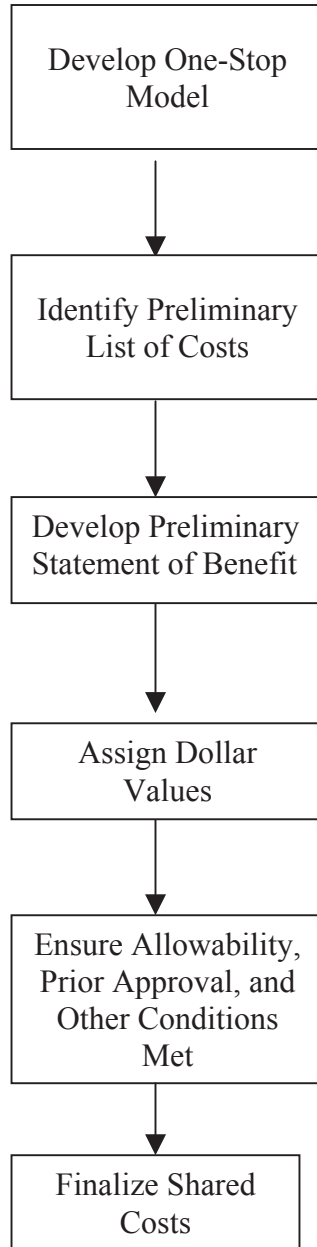 Develop One-Stop
Model
Identify Preliminary
List of Costs
Develop Preliminary
Statement of Benefit
Assign Dollar
Values
Ensure Allowability,
Prior Approval, and
Other Conditions
Met
Finalize Shared
Costs